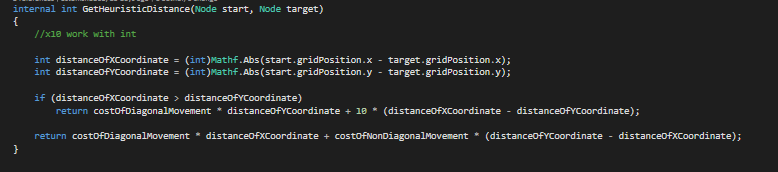 internal int GetHeuristicDistance(Node start, Node target)
{
//x10 work with int
int distanceOfXCoordinate = (int)Mathf.Abs(start.gridPosition.x - target.gridPosition.x);
int distanceOfYCoordinate = (int)Mathf.Abs(start.gridPosition.y - target.gridPosition.y);
if (distanceOfXCoordinate > distanceOfYCoordinate)
return costOfDiagonalMovement * distanceOfYCoordinate + 10 * (distanceOfXCoordinate - distanceOfYCoordinate);
return costOfDiagonalMovement * distanceOfXCoordinate + costOfNonDiagonalMovement * (distanceOfYCoordinate - distanceOfXCoordinate);
}